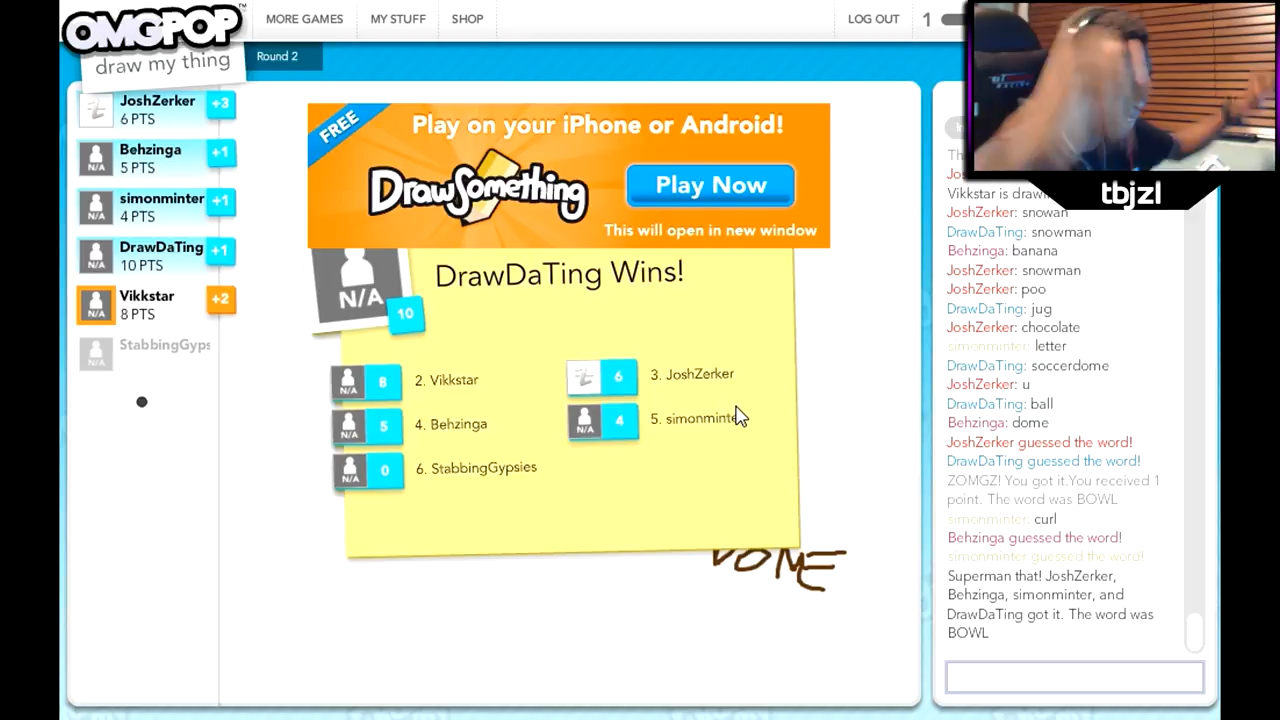 OMGPOP™
draw my thing
MORE GAMES
MY STUFF
SHOP
LOG OUT
1
Round 2
JoshZerker
6 PTS
+3
Behzinga
5 PTS
+1
simonminter
4 PTS
+1
DrawDaTing
10 PTS
+1
Vikkstar
8 PTS
+2
StabbingGyps
N/A
N/A
N/A
N/A
N/A
FREE
Play on your iPhone or Android!
DrawSomething
Play Now
This will open in new window
N/A
10
DrawDaTing Wins!
N/A
8
2. Vikkstar
6
3. JoshZerker
N/A
5
4. Behzinga
N/A
4
5. simonminte
N/A
0
6. StabbingGypsies
DOME
tbjzl
Vikkstar is draw
JoshZerker: snowan
DrawDaTing: snowman
Behzinga: banana
JoshZerker: snowman
JoshZerker: poo
DrawDaTing: jug
JoshZerker: chocolate
simonminter: letter
DrawDaTing: soccerdome
JoshZerker: u
DrawDaTing: ball
Behzinga: dome
JoshZerker guessed the word!
DrawDaTing guessed the word!
ZOMGZ! You got it.You received 1
point. The word was BOWL
simonminter: curl
Behzinga guessed the word!
simonminter guessed the word!
Superman that! JoshZerker,
Behzinga, simonminter, and
DrawDaTing got it. The word was
BOWL